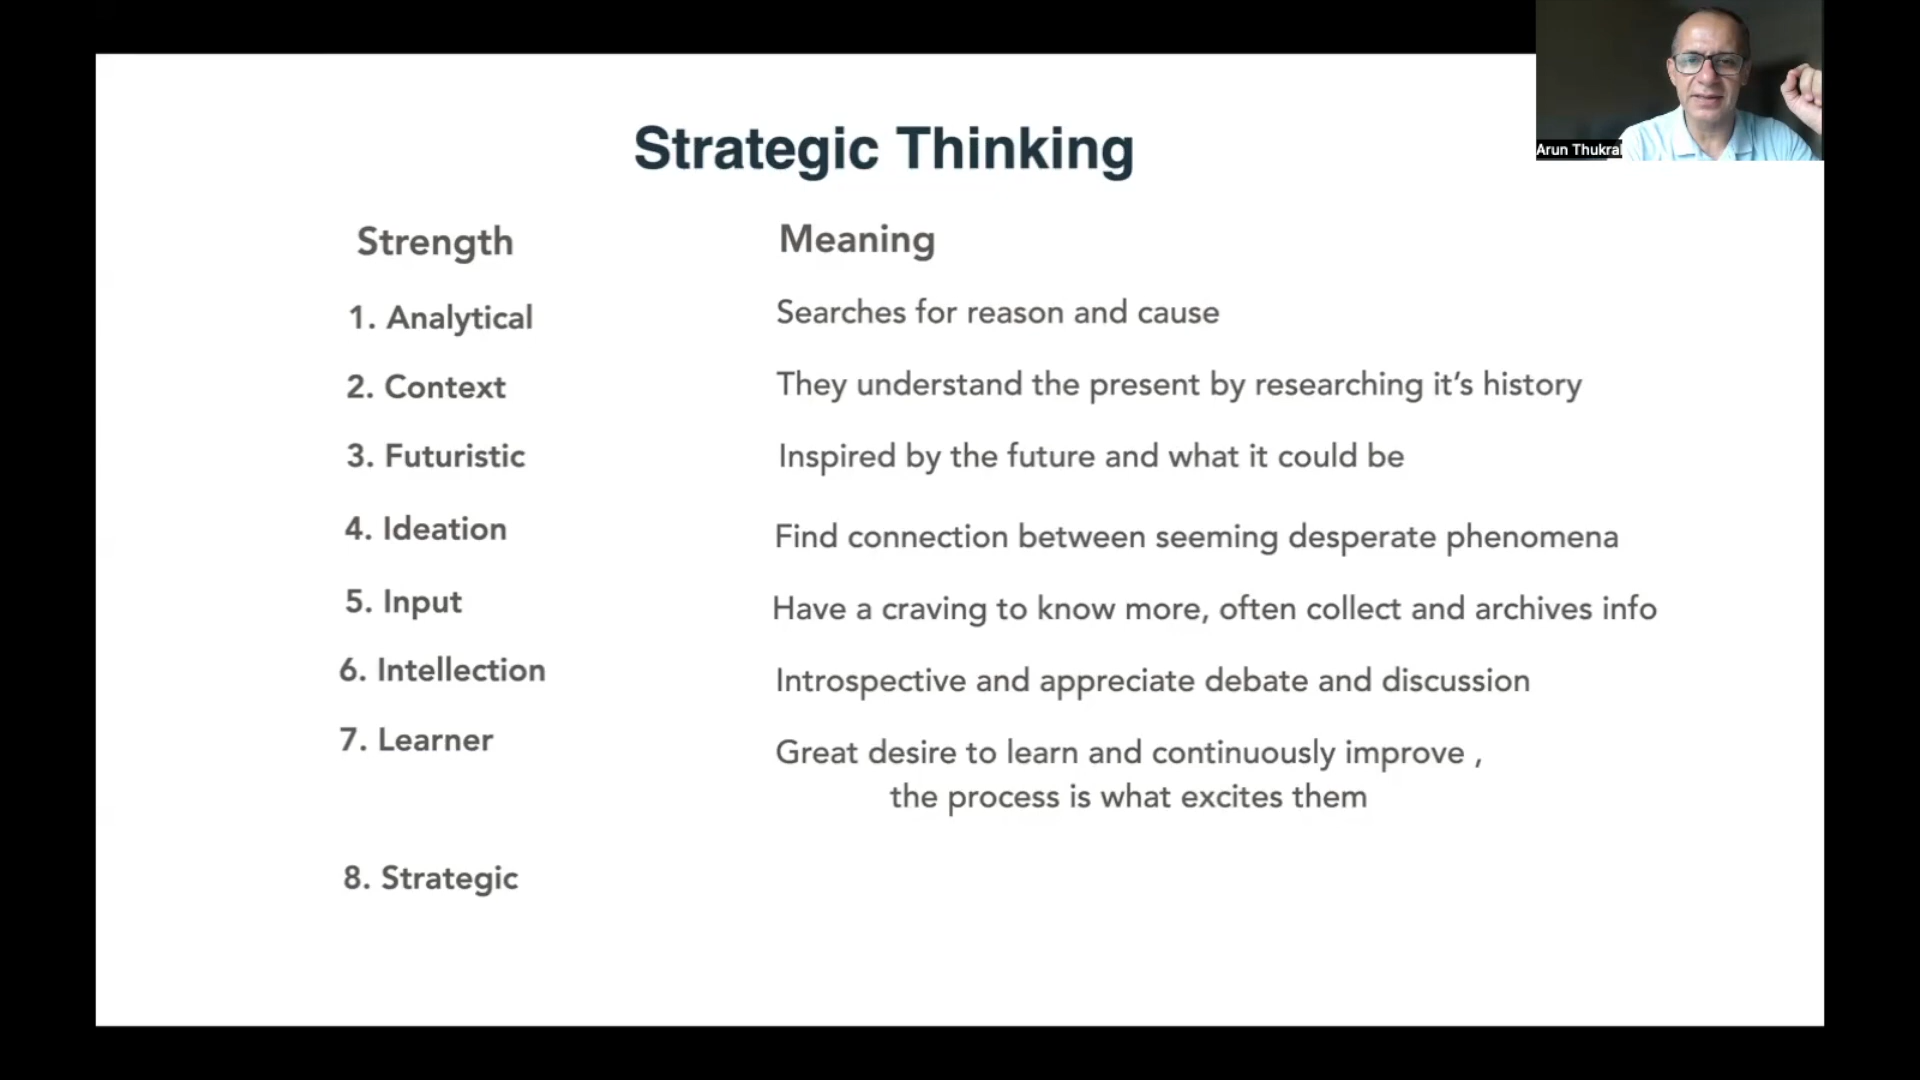 Strategic Thinking
Arun Thukral
Strength
Meaning
1. Analytical
Searches for reason and cause
2. Context
They understand the present by researching it’s history
3. Futuristic
Inspired by the future and what it could be
4. Ideation
Find connection between seeming desperate phenomena
5. Input
Have a craving to know more, often collect and archives info
6. Intellection
Introspective and appreciate debate and discussion
7. Learner
Great desire to learn and continuously improve ,
the process is what excites them
8. Strategic